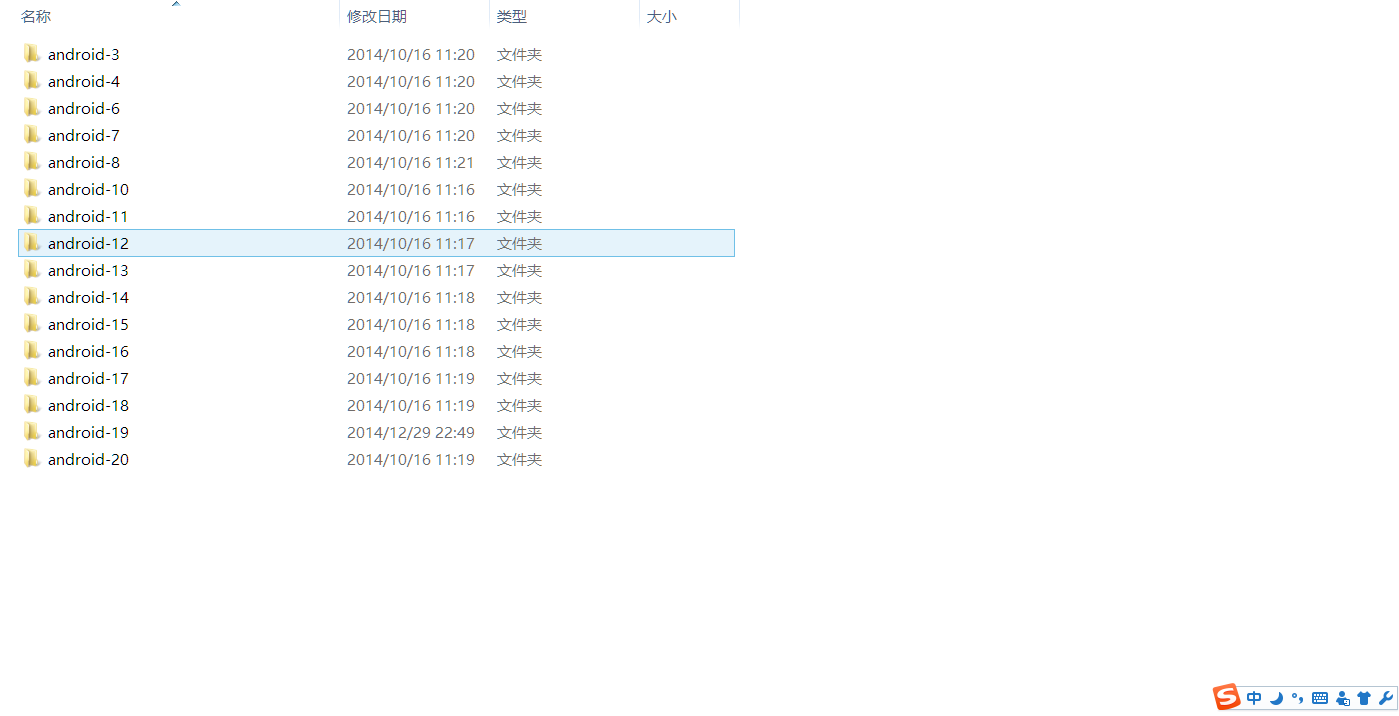 名称 修改日期 类型 大小
android-3 2014/10/16 11:20 文件夹
android-4 2014/10/16 11:20 文件夹
android-6 2014/10/16 11:20 文件夹
android-7 2014/10/16 11:20 文件夹
android-8 2014/10/16 11:21 文件夹
android-10 2014/10/16 11:16 文件夹
android-11 2014/10/16 11:16 文件夹
android-12 2014/10/16 11:17 文件夹
android-13 2014/10/16 11:17 文件夹
android-14 2014/10/16 11:18 文件夹
android-15 2014/10/16 11:18 文件夹
android-16 2014/10/16 11:18 文件夹
android-17 2014/10/16 11:19 文件夹
android-18 2014/10/16 11:19 文件夹
android-19 2014/12/29 22:49 文件夹
android-20 2014/10/16 11:19 文件夹
S 中 °,